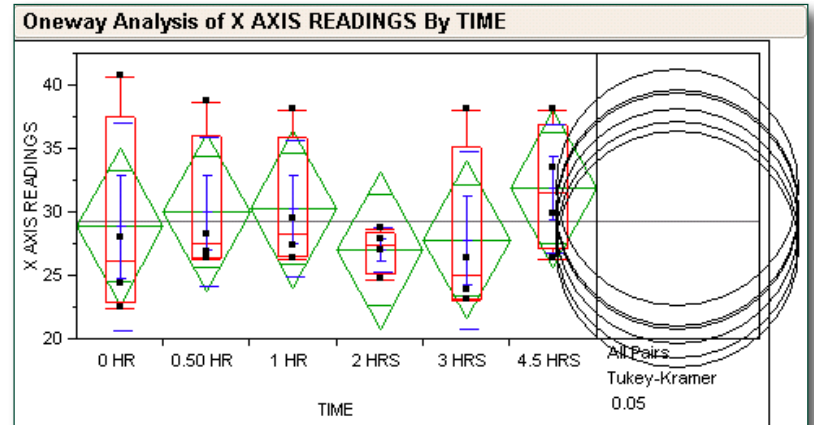 Oneway Analysis of X AXIS READINGS By TIME
X AXIS READINGS
40
35
30
25
20
0 HR 0.50 HR 1 HR 2 HRS 3 HRS 4.5 HRS
TIME
All Pairs
Tukey-Kramer
0.05